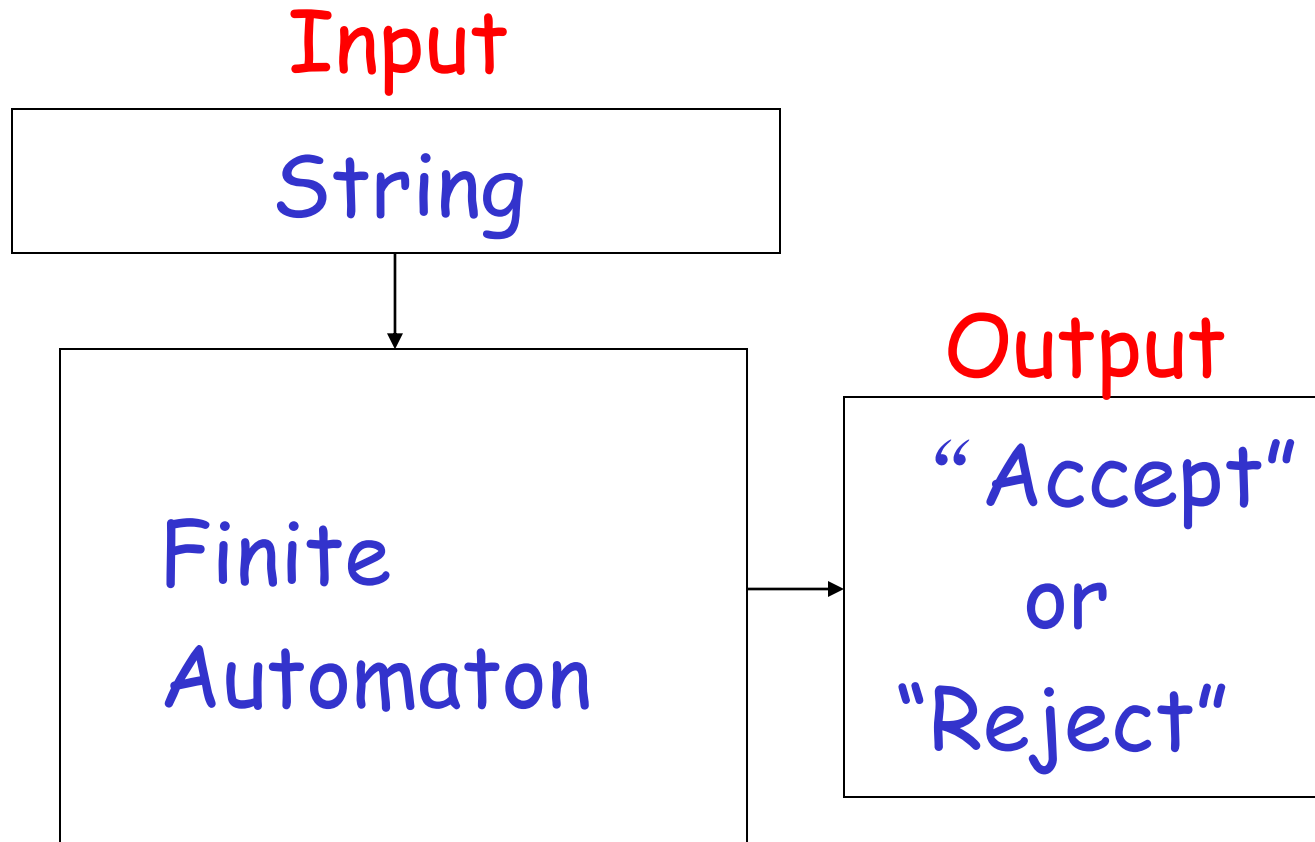 Input
String
Finite
Automaton
Output
“ Accept”
or
“Reject”